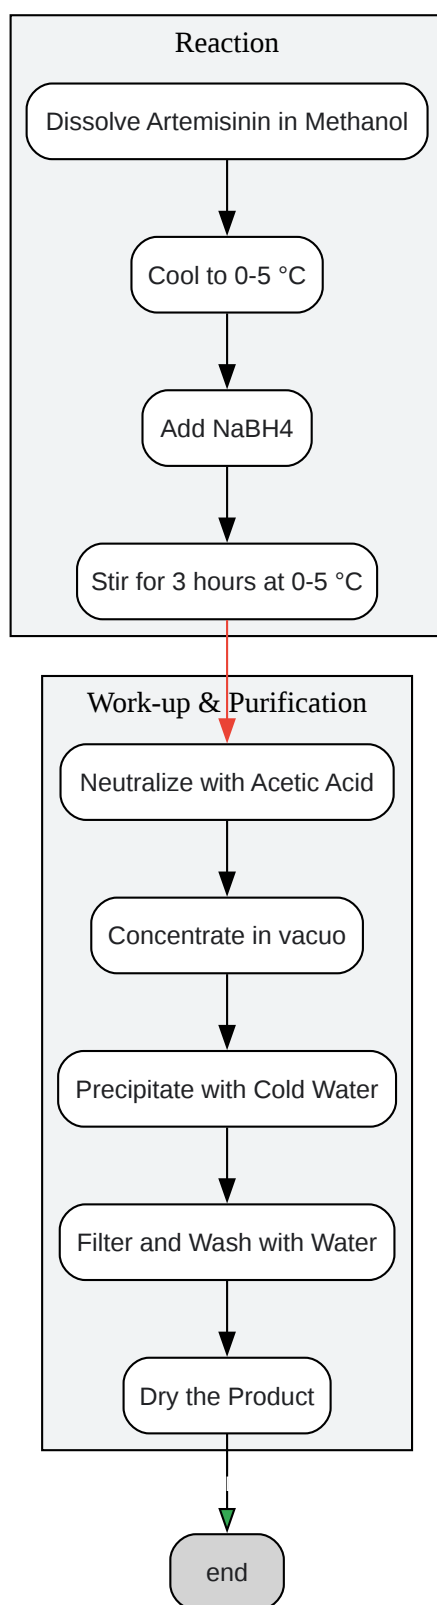 Reaction
Dissolve Artemisinin in Methanol
Cool to 0-5 °C
Add NaBH4
Stir for 3 hours at 0-5 °C
Work-up & Purification
Neutralize with Acetic Acid
Concentrate in vacuo
Precipitate with Cold Water
Filter and Wash with Water
Dry the Product
end